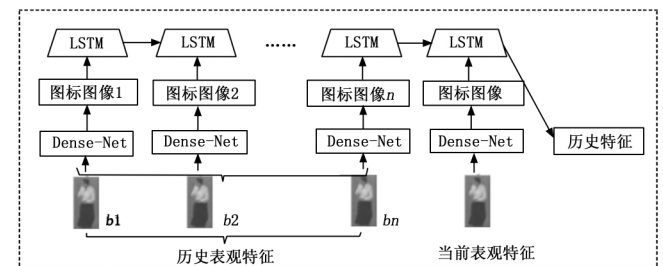 LSTM LSTM …… LSTM LSTM
图标图像1 图标图像2 图标图像n 图标图像
Dense-Net Dense-Net Dense-Net Dense-Net
历史特征
b1 b2 bn
历史表观特征 当前表观特征